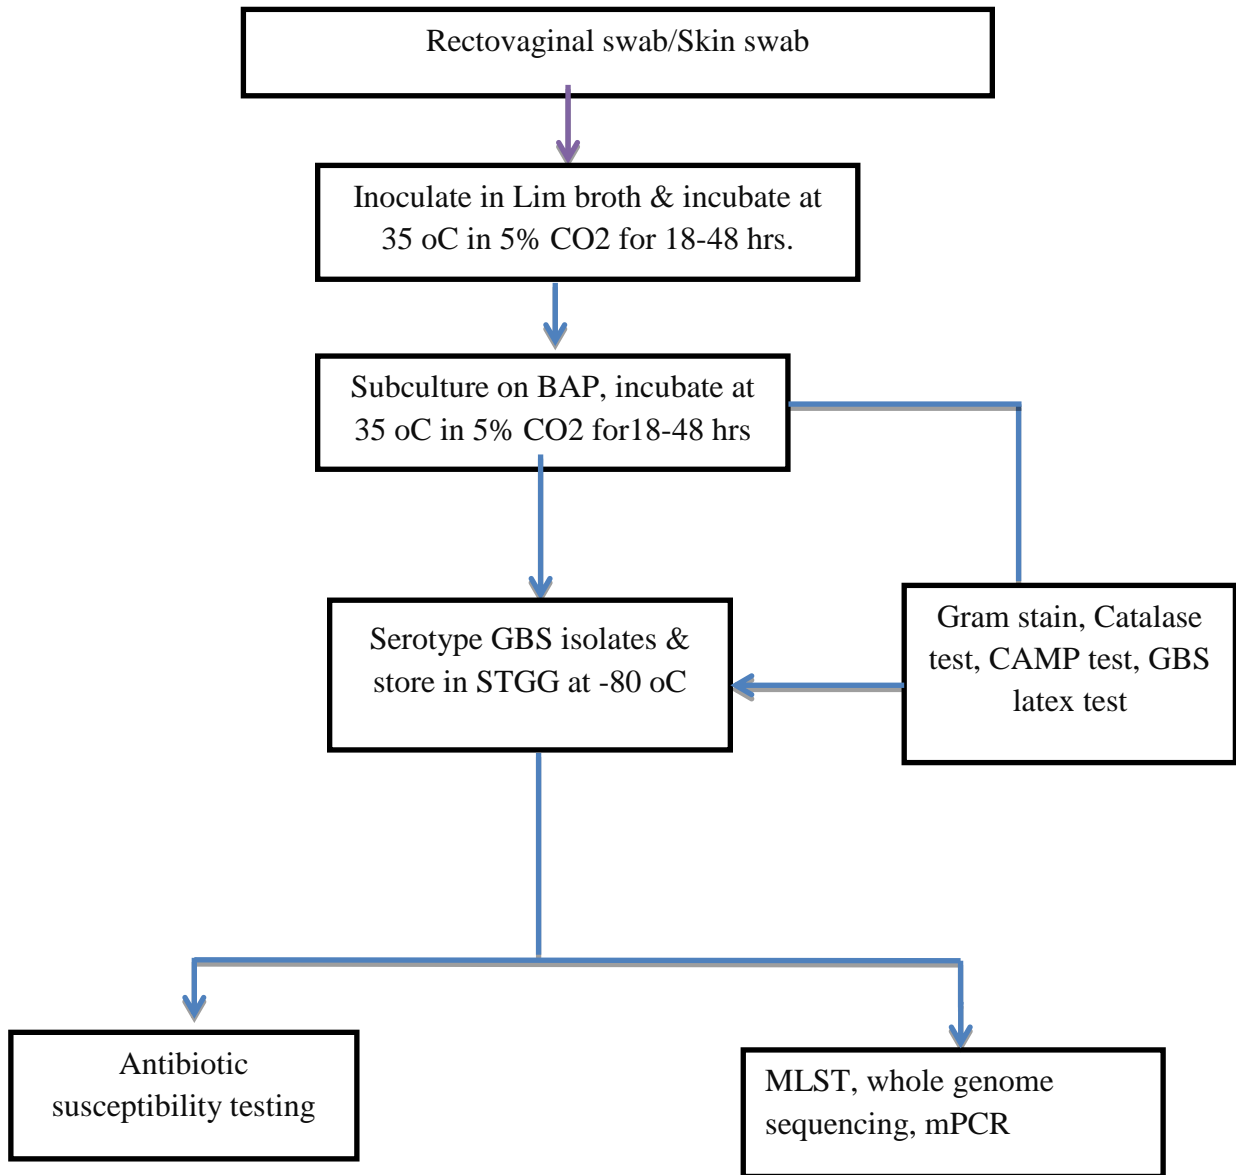 Rectovaginal swab/Skin swab
Inoculate in Lim broth & incubate at
35 oC in 5% CO2 for 18-48 hrs.
Subculture on BAP, incubate at
35 oC in 5% CO2 for18-48 hrs
Serotype GBS isolates &
store in STGG at -80 oC
Gram stain, Catalase
test, CAMP test, GBS
latex test
Antibiotic
susceptibility testing
MLST, whole genome
sequencing, mPCR